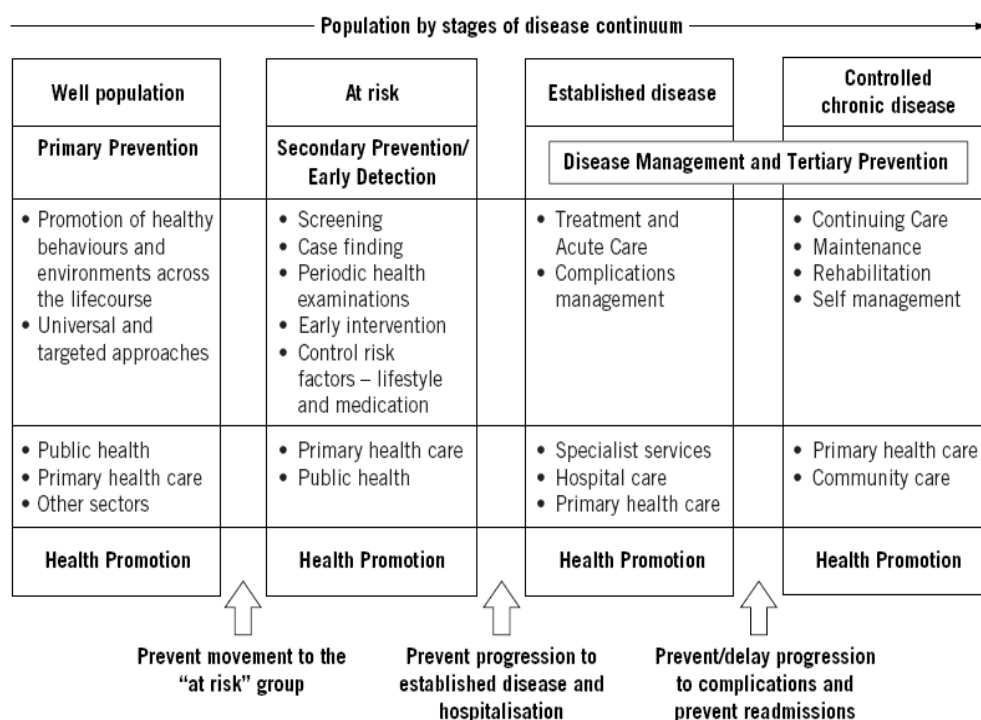 Population by stages of disease continuum
Well population
Primary Prevention
• Promotion of healthy
behaviours and
environments across
the lifecourse
• Universal and
targeted approaches
• Public health
• Primary health care
• Other sectors
Health Promotion
At risk
Secondary Prevention/
Early Detection
• Screening
• Case finding
• Periodic health
examinations
• Early intervention
• Control risk
factors – lifestyle
and medication
• Primary health care
• Public health
Health Promotion
Established disease
Controlled
chronic disease
Disease Management and Tertiary Prevention
• Treatment and
Acute Care
• Complications
management
• Specialist services
• Hospital care
• Primary health care
Health Promotion
• Continuing Care
• Maintenance
• Rehabilitation
• Self management
• Primary health care
• Community care
Health Promotion
Prevent movement to the
“at risk” group
Prevent progression to
established disease and
hospitalisation
Prevent/delay progression
to complications and
prevent readmissions